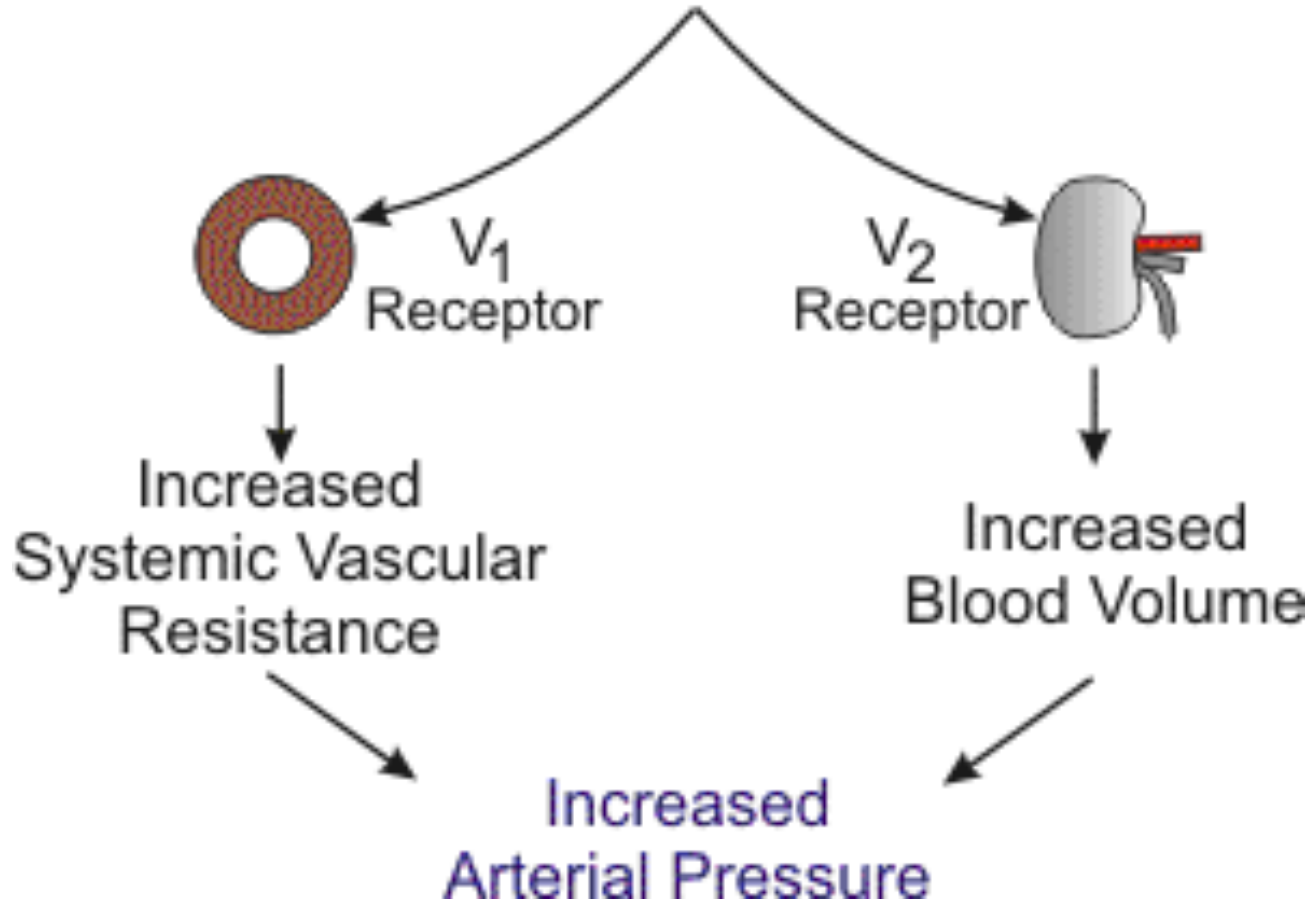 V1
Receptor
V2
Receptor
Increased
Systemic Vascular
Resistance
Increased
Blood Volume
Increased
Arterial Pressure